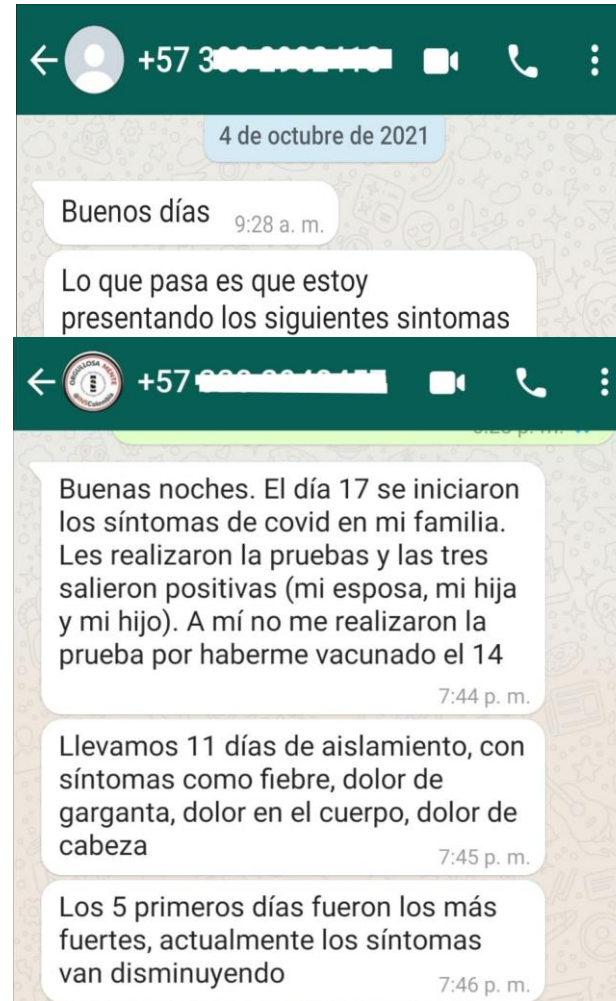 +57 3
4 de octubre de 2021
Buenos días 9:28 a. m.
Lo que pasa es que estoy
presentando los siguientes sintomas
ORGULLOSA MENTE
+57
Buenas noches. El día 17 se iniciaron
los síntomas de covid en mi familia.
Les realizaron la pruebas y las tres
salieron positivas (mi esposa, mi hija
y mi hijo). A mí no me realizaron la
prueba por haberme vacunado el 14
7:44 p. m.
Llevamos 11 días de aislamiento, con
síntomas como fiebre, dolor de
garganta, dolor en el cuerpo, dolor de
cabeza 7:45 p. m.
Los 5 primeros días fueron los más
fuertes, actualmente los síntomas
van disminuyendo 7:46 p. m.